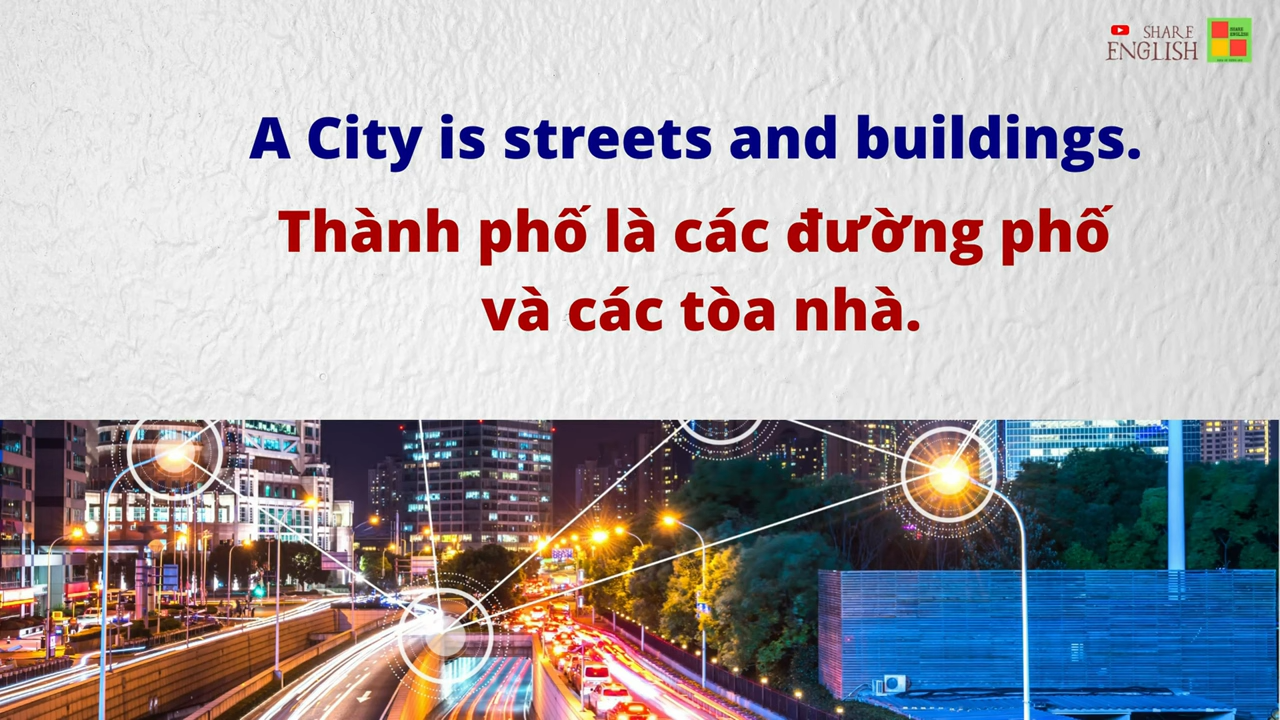 SHARE
ENGLISH
A City is streets and buildings.
Thành phố là các đường phố
và các tòa nhà.